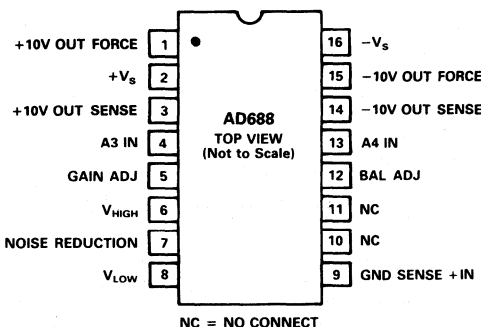 +10V OUT FORCE 1
+VS 2
+10V OUT SENSE 3
A3 IN 4
GAIN ADJ 5
VHIGH 6
NOISE REDUCTION 7
VLOW 8
AD688
TOP VIEW
(Not to Scale)
16 −VS
15 −10V OUT FORCE
14 −10V OUT SENSE
13 A4 IN
12 BAL ADJ
11 NC
10 NC
9 GND SENSE +IN
NC = NO CONNECT